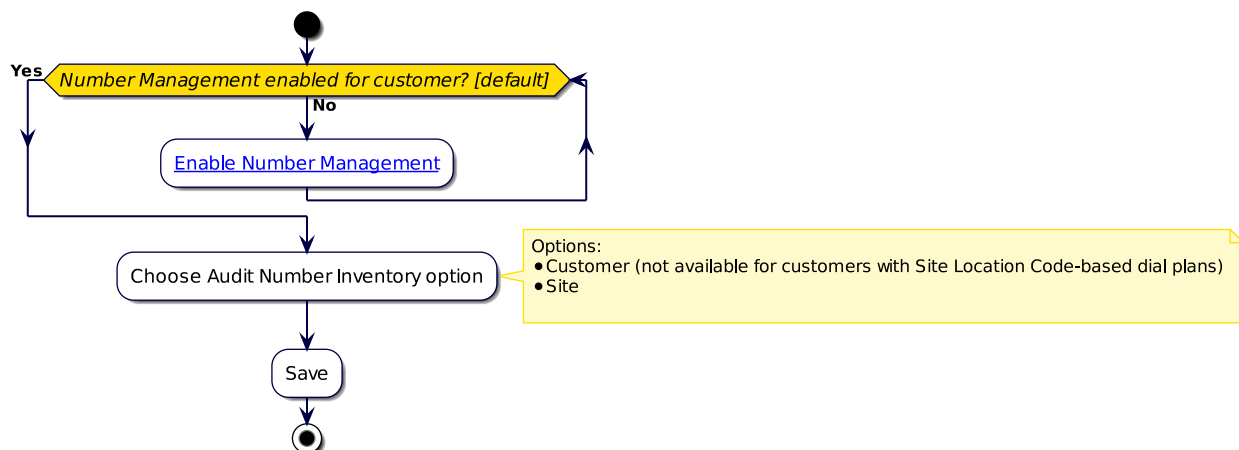 Yes
Number Management enabled for customer? [default]
No
Enable Number Management
Choose Audit Number Inventory option
Options:
•Customer (not available for customers with Site Location Code-based dial plans)
•Site
Save